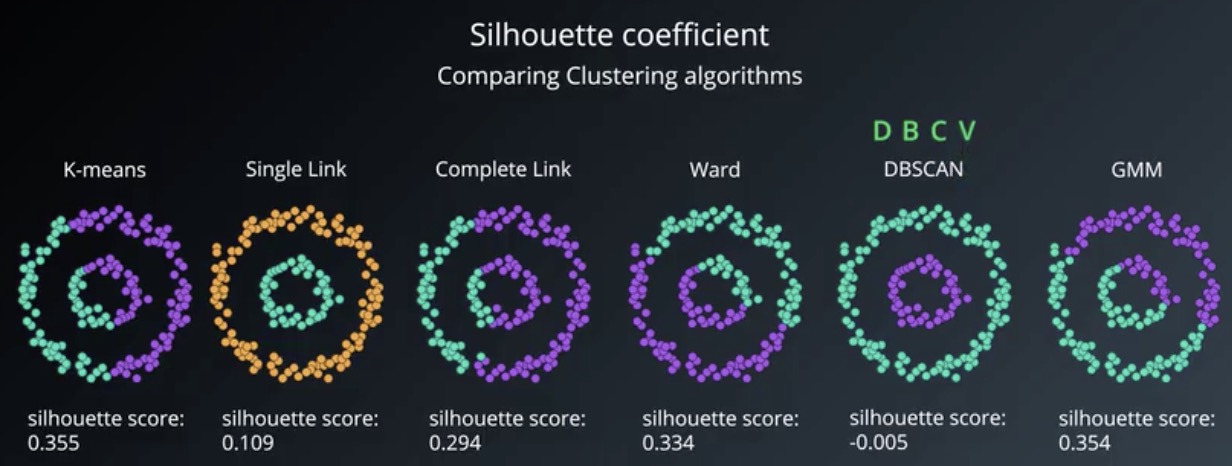 Silhouette coefficient
Comparing Clustering algorithms
D B C V
K-means
Single Link
Complete Link
Ward
DBSCAN
GMM
silhouette score:
0.355
silhouette score:
0.109
silhouette score:
0.294
silhouette score:
0.334
silhouette score:
-0.005
silhouette score:
0.354